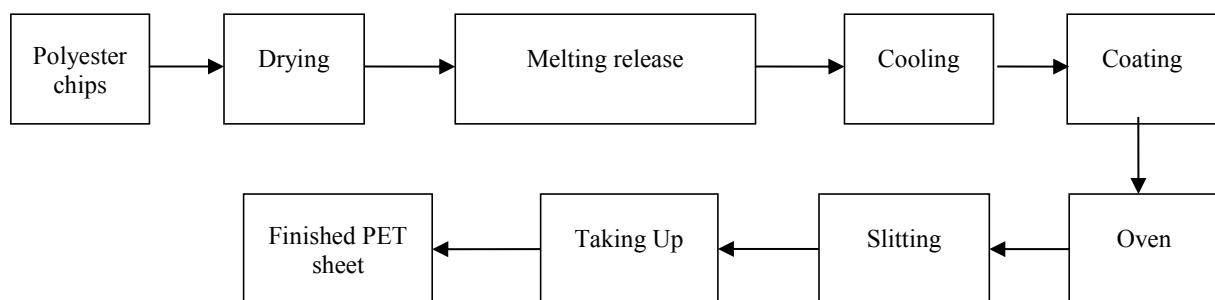 Polyester
chips
Drying
Melting release
Cooling
Coating
Oven
Slitting
Taking Up
Finished PET
sheet